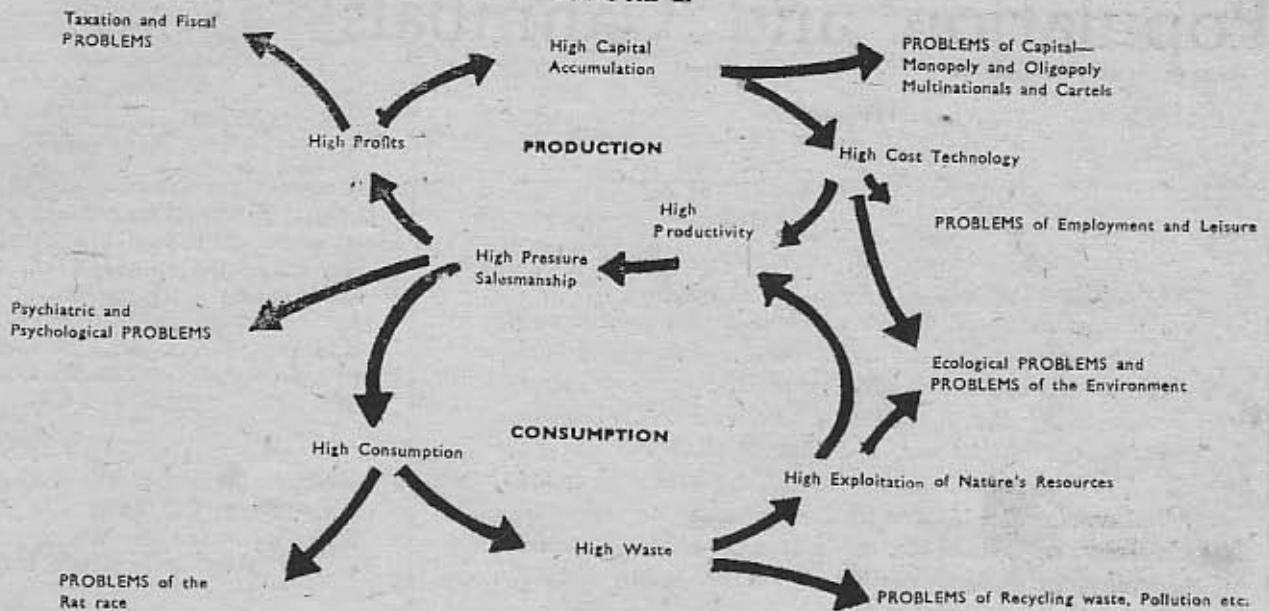 Taxation and Fiscal
PROBLEMS
High Capital
Accumulation
PROBLEMS of Capital—
Monopoly and Oligopoly
Multinationals and Cartels
High Profits
PRODUCTION
High Cost Technology
High
Productivity
PROBLEMS of Employment and Leisure
High Pressure
Salesmanship
Psychiatric and
Psychological PROBLEMS
Ecological PROBLEMS and
PROBLEMS of the Environment
High Consumption
CONSUMPTION
High Exploitation of Nature's Resources
High Waste
PROBLEMS of the
Rat race
PROBLEMS of Recycling waste, Pollution etc.